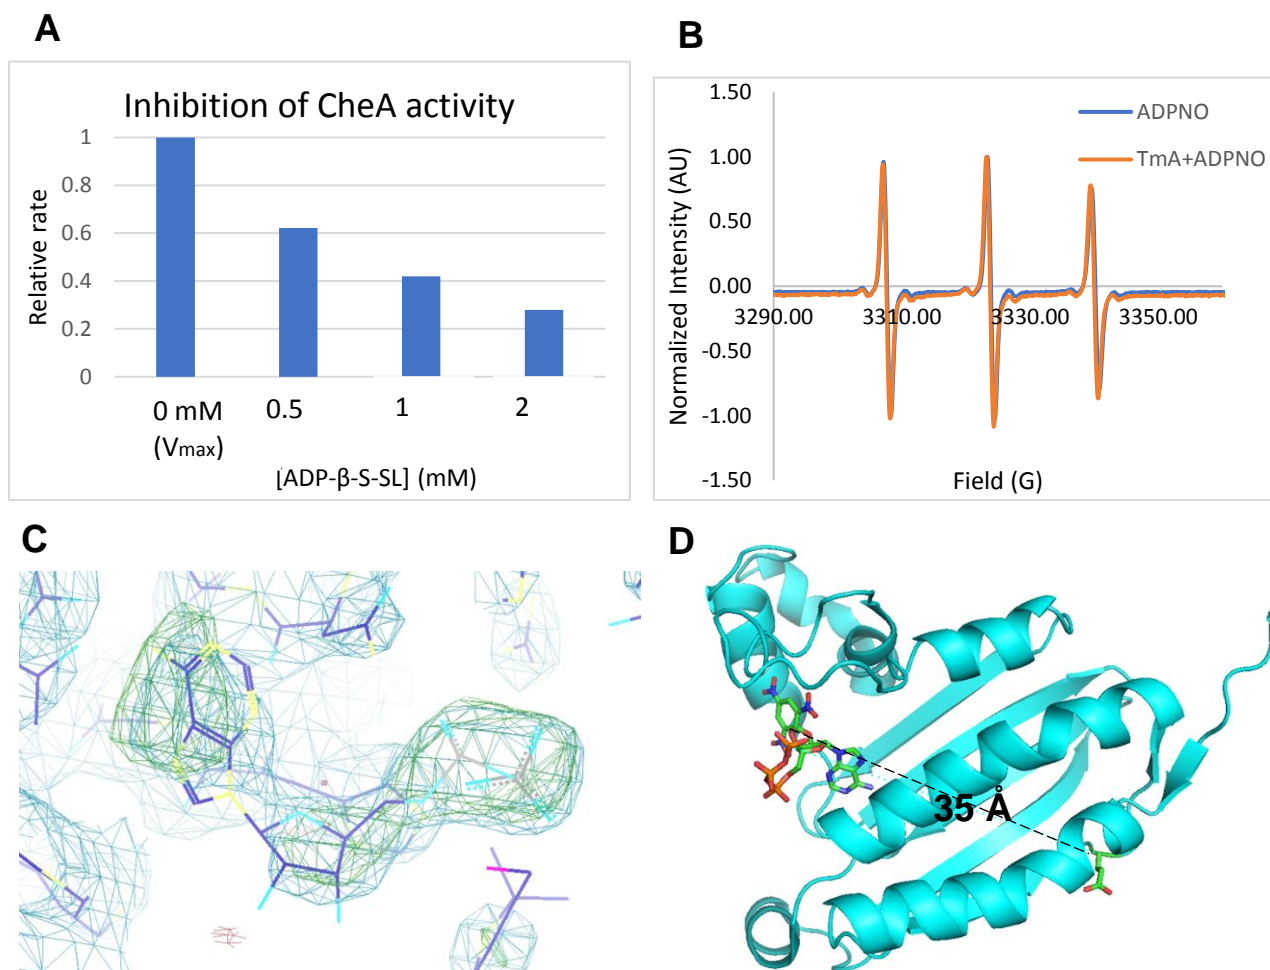 A
Inhibition of CheA activity
Relative rate
1
0.8
0.6
0.4
0.2
0
0 mM
(Vmax)
0.5
1
2
[ADP-β-S-SL] (mM)
B
Normalized Intensity (AU)
1.50
1.00
0.50
0.00
-0.50
-1.00
-1.50
3290.00
3310.00
3330.00
3350.00
ADPNO
TmA+ADPNO
Field (G)
C
D
35 Å